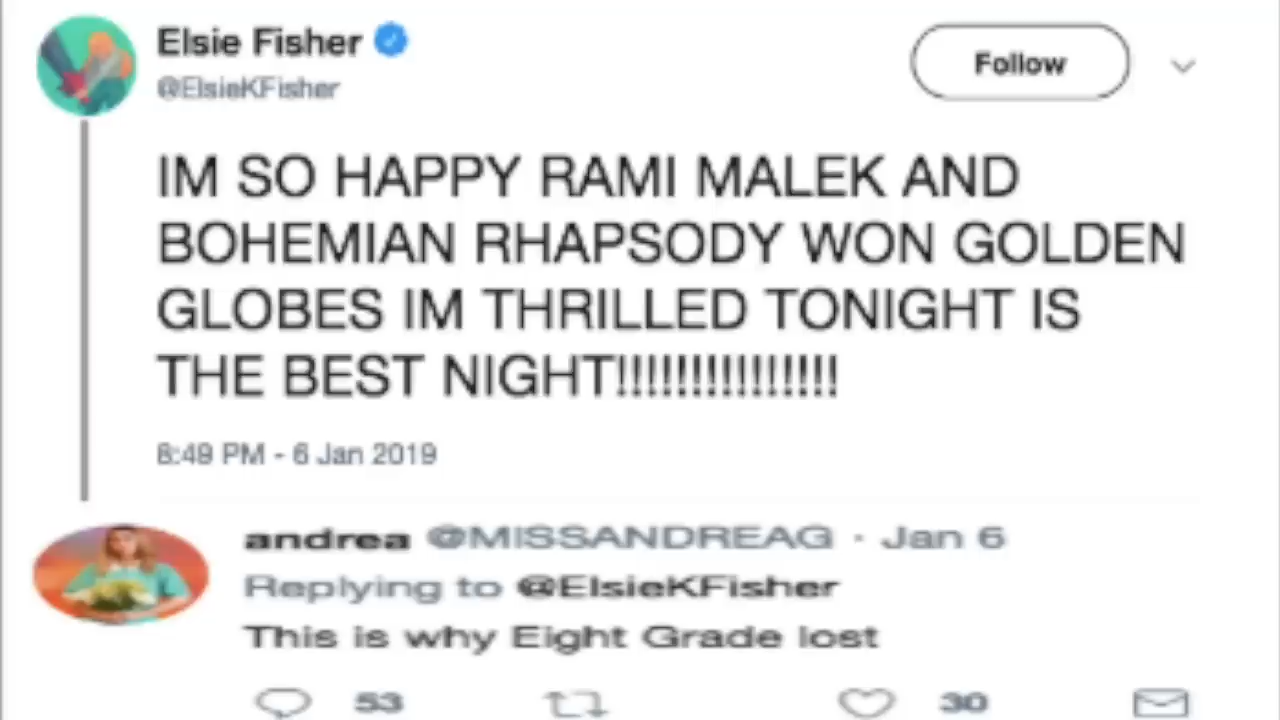 Elsie Fisher
@ElsieKFisher
Follow
IM SO HAPPY RAMI MALEK AND
BOHEMIAN RHAPSODY WON GOLDEN
GLOBES IM THRILLED TONIGHT IS
THE BEST NIGHT!!!!!!!!!!!!!!!
8:49 PM - 6 Jan 2019
andrea @MISSANDREAG · Jan 6
Replying to @ElsieKFisher
This is why Eight Grade lost
53 30